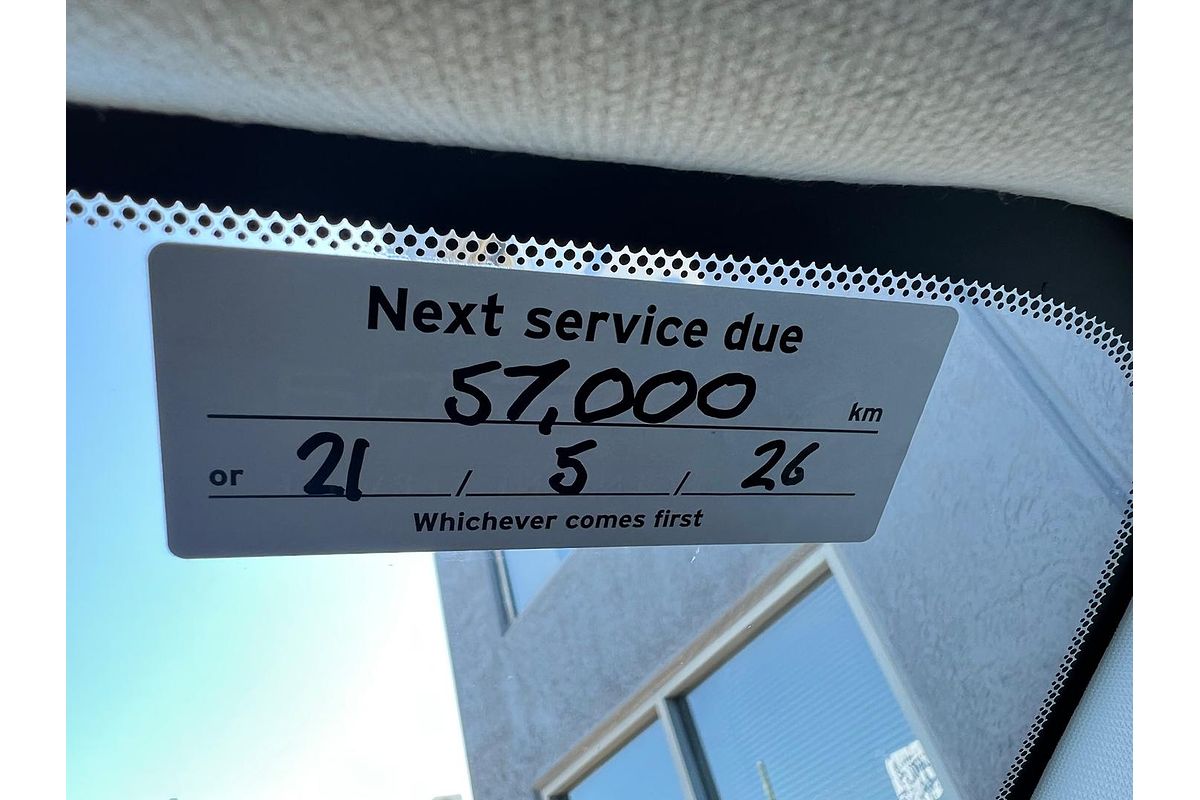 Next service due
57,000 km
or 21 / 5 / 26
Whichever comes first